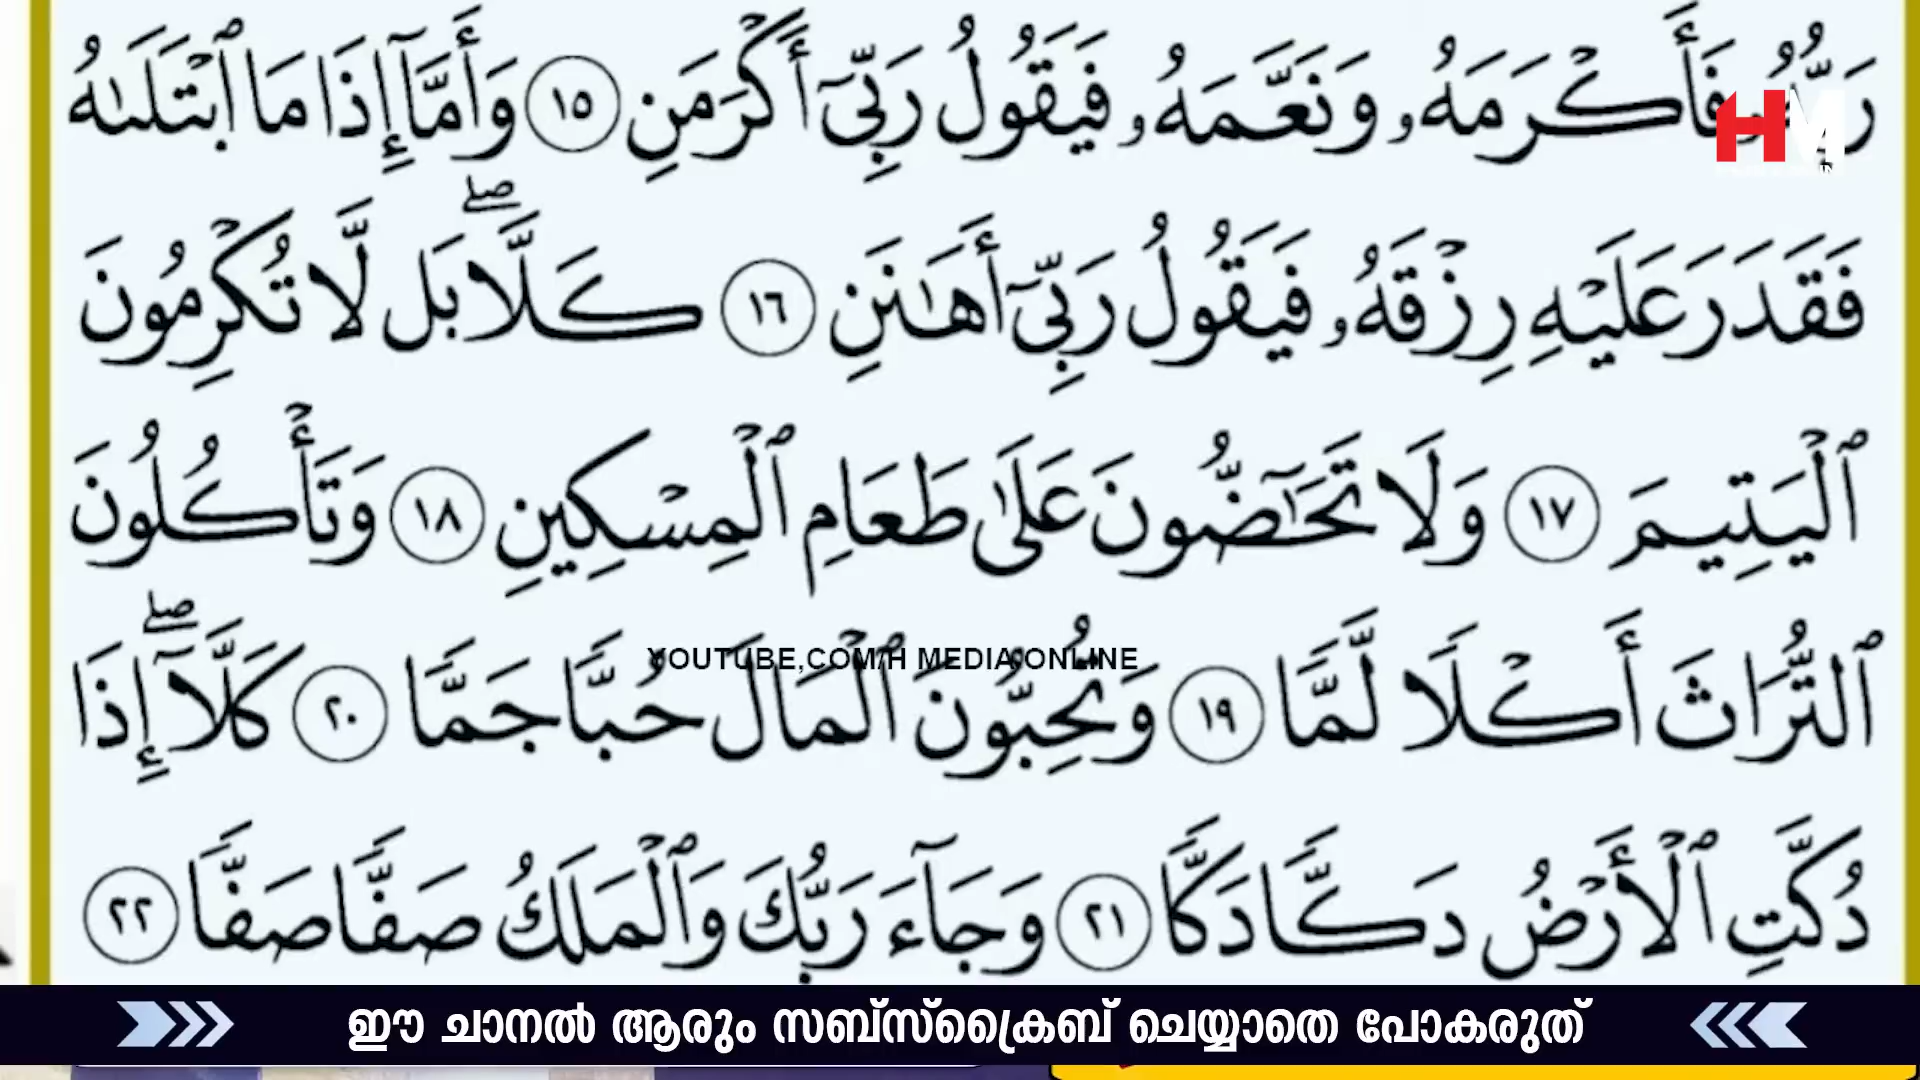 رَبُّهُۥ فَأَكْرَمَهُۥ وَنَعَّمَهُۥ فَيَقُولُ رَبِّىٓ أَكْرَمَنِ ١٥ وَأَمَّآ إِذَا مَا ٱبْتَلَىٰهُ
HM
فَقَدَرَ عَلَيْهِ رِزْقَهُۥ فَيَقُولُ رَبِّىٓ أَهَٰنَنِ ١٦ كَلَّا ۖ بَل لَّا تُكْرِمُونَ
ٱلْيَتِيمَ ١٧ وَلَا تَحَٰٓضُّونَ عَلَىٰ طَعَامِ ٱلْمِسْكِينِ ١٨ وَتَأْكُلُونَ
ٱلتُّرَاثَ أَكْلًا لَّمًّا ١٩ وَتُحِبُّونَ ٱلْمَالَ حُبًّا جَمًّا ٢٠ كَلَّآ ۖ إِذَا
YOUTUBE,COM/H MEDIA ONLINE
دُكَّتِ ٱلْأَرْضُ دَكًّا دَكًّا ٢١ وَجَآءَ رَبُّكَ وَٱلْمَلَكُ صَفًّا صَفًّا ٢٢
ഈ ചാനൽ ആരും സബ്സ്ക്രൈബ് ചെയ്യാതെ പോകരുത്